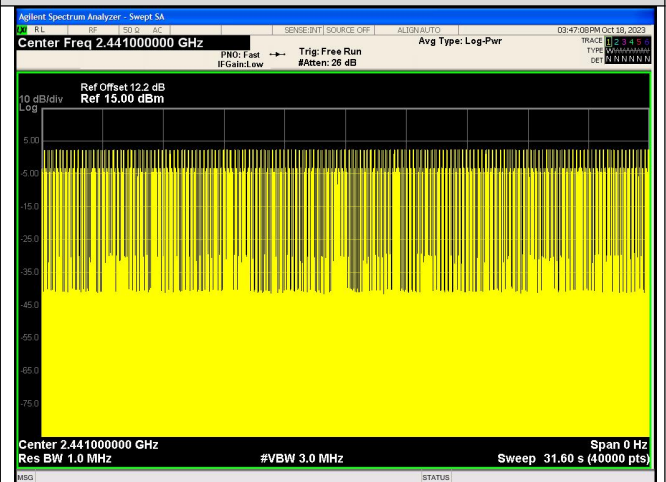 Agilent Spectrum Analyzer - Swept SA
LXI RL RF 50 Ω AC SENSE:INT SOURCE OFF ALIGNAUTO 03:47:08 PM Oct 18, 2023
Center Freq 2.441000000 GHz Avg Type: Log-Pwr TRACE 1 2 3 4 5 6
PNO: Fast Trig: Free Run TYPE W
IFGain:Low #Atten: 26 dB DET N N N N N N
Ref Offset 12.2 dB
10 dB/div Ref 15.00 dBm
Log
5.00
-5.00
-15.0
-25.0
-35.0
-45.0
-55.0
-65.0
-75.0
Center 2.441000000 GHz Span 0 Hz
Res BW 1.0 MHz #VBW 3.0 MHz Sweep 31.60 s (40000 pts)
MSG STATUS